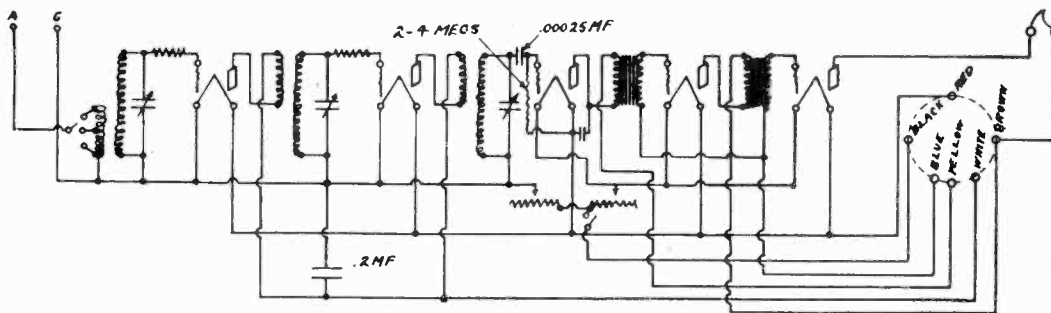 A G
2-4 MEGS
.00025MF
.2MF
BLACK
RED
BROWN
BLUE
YELLOW
WHITE